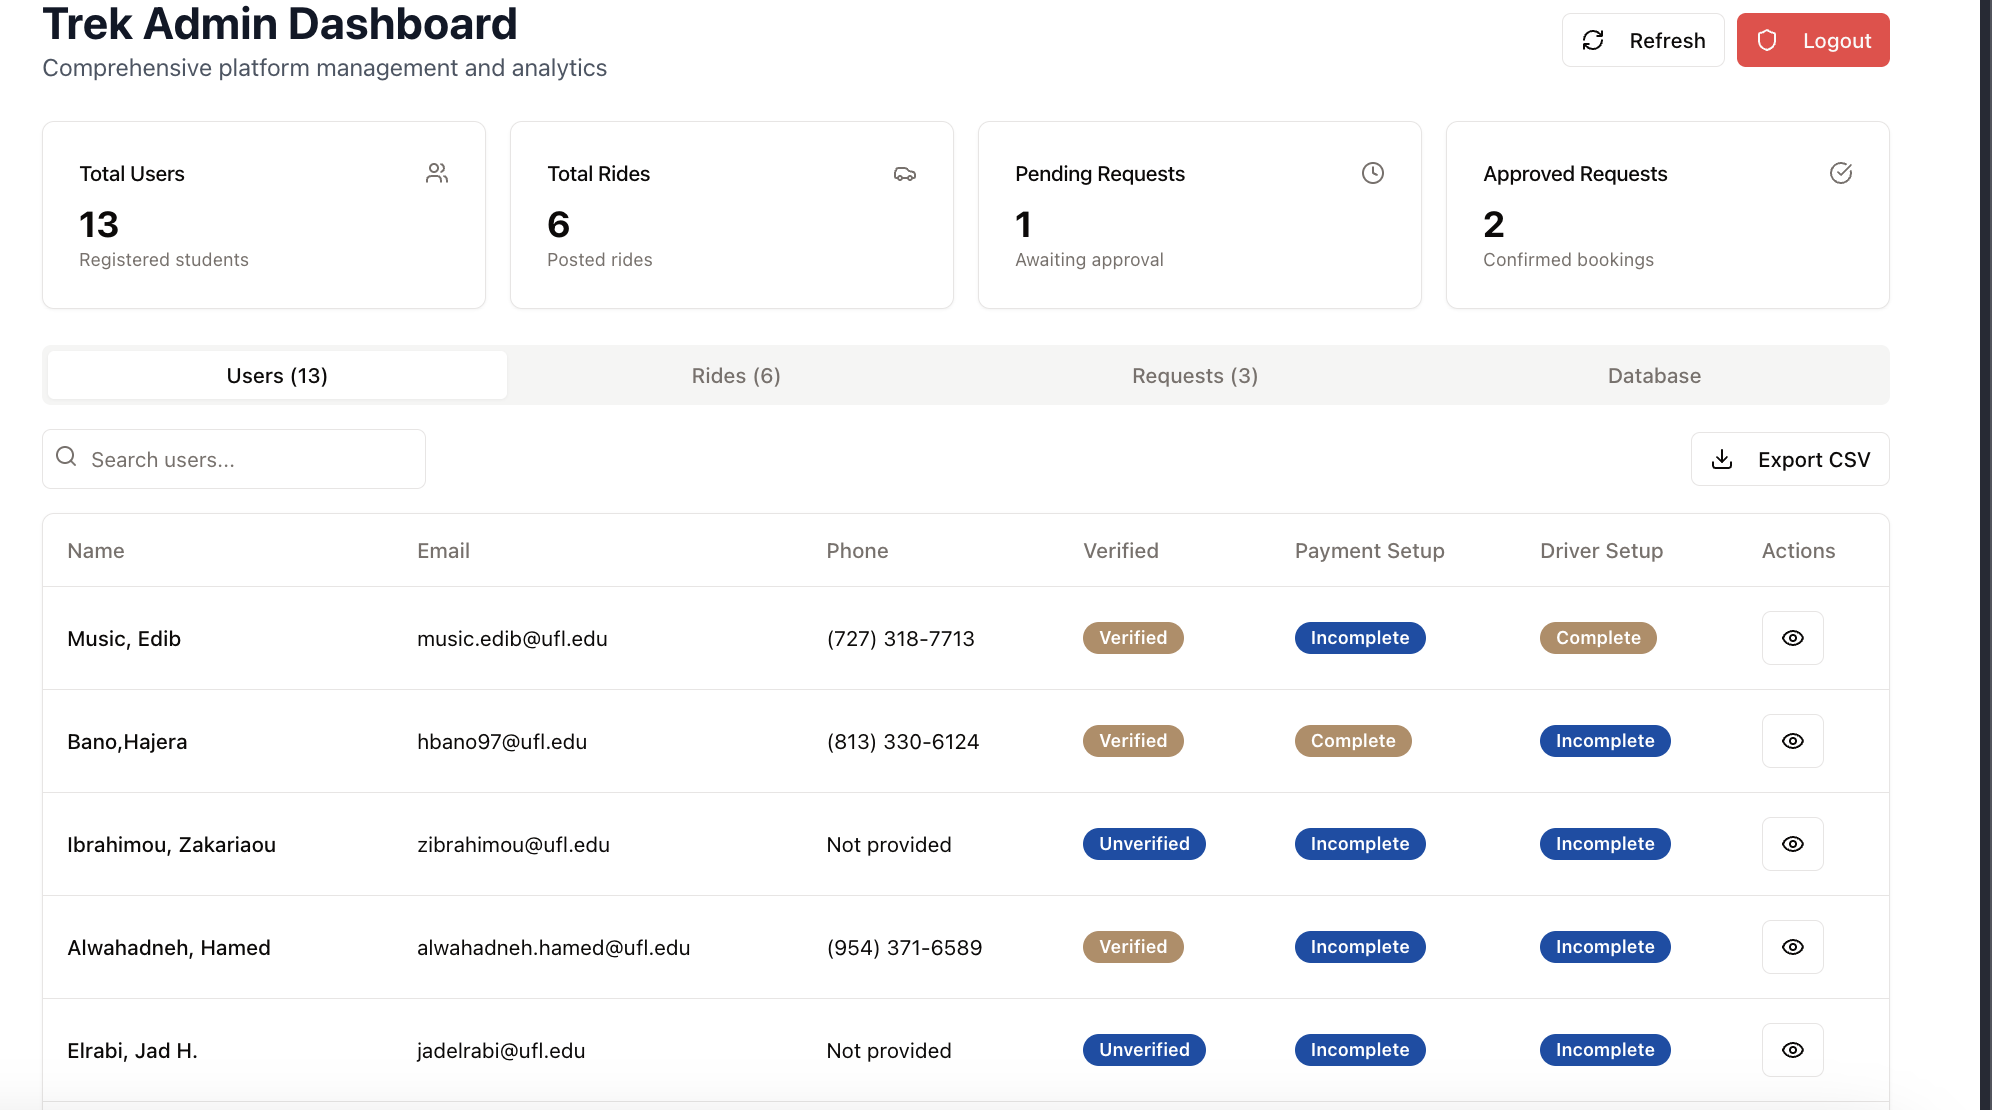 Trek Admin Dashboard
Comprehensive platform management and analytics
Refresh
Logout
Total Users
13
Registered students
Total Rides
6
Posted rides
Pending Requests
1
Awaiting approval
Approved Requests
2
Confirmed bookings
Users (13) Rides (6) Requests (3) Database
Search users...
Export CSV
Name Email Phone Verified Payment Setup Driver Setup Actions
Music, Edib music.edib@ufl.edu (727) 318-7713 Verified Incomplete Complete
Bano,Hajera hbano97@ufl.edu (813) 330-6124 Verified Complete Incomplete
Ibrahimou, Zakariaou zibrahimou@ufl.edu Not provided Unverified Incomplete Incomplete
Alwahadneh, Hamed alwahadneh.hamed@ufl.edu (954) 371-6589 Verified Incomplete Incomplete
Elrabi, Jad H. jadelrabi@ufl.edu Not provided Unverified Incomplete Incomplete